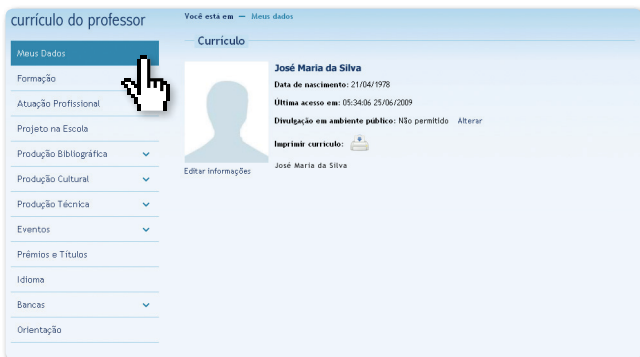 currículo do professor
Você está em — Meus dados
Currículo
Meus Dados
Formação
Atuação Profissional
Projeto na Escola
Produção Bibliográfica
Produção Cultural
Produção Técnica
Eventos
Prêmios e Títulos
Idioma
Bancas
Orientação
José Maria da Silva
Data de nascimento: 21/04/1978
Última acesso em: 05:34:06 25/06/2009
Divulgação em ambiente público: Não permitido Alterar
Imprimir currículo:
Editar informações
José Maria da Silva